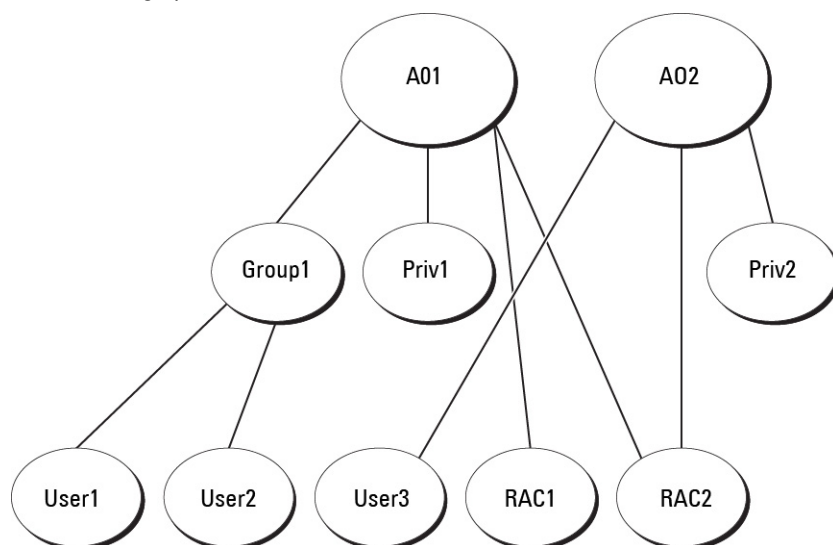 A01
AO2
Group1
Priv1
Priv2
User1
User2
User3
RAC1
RAC2